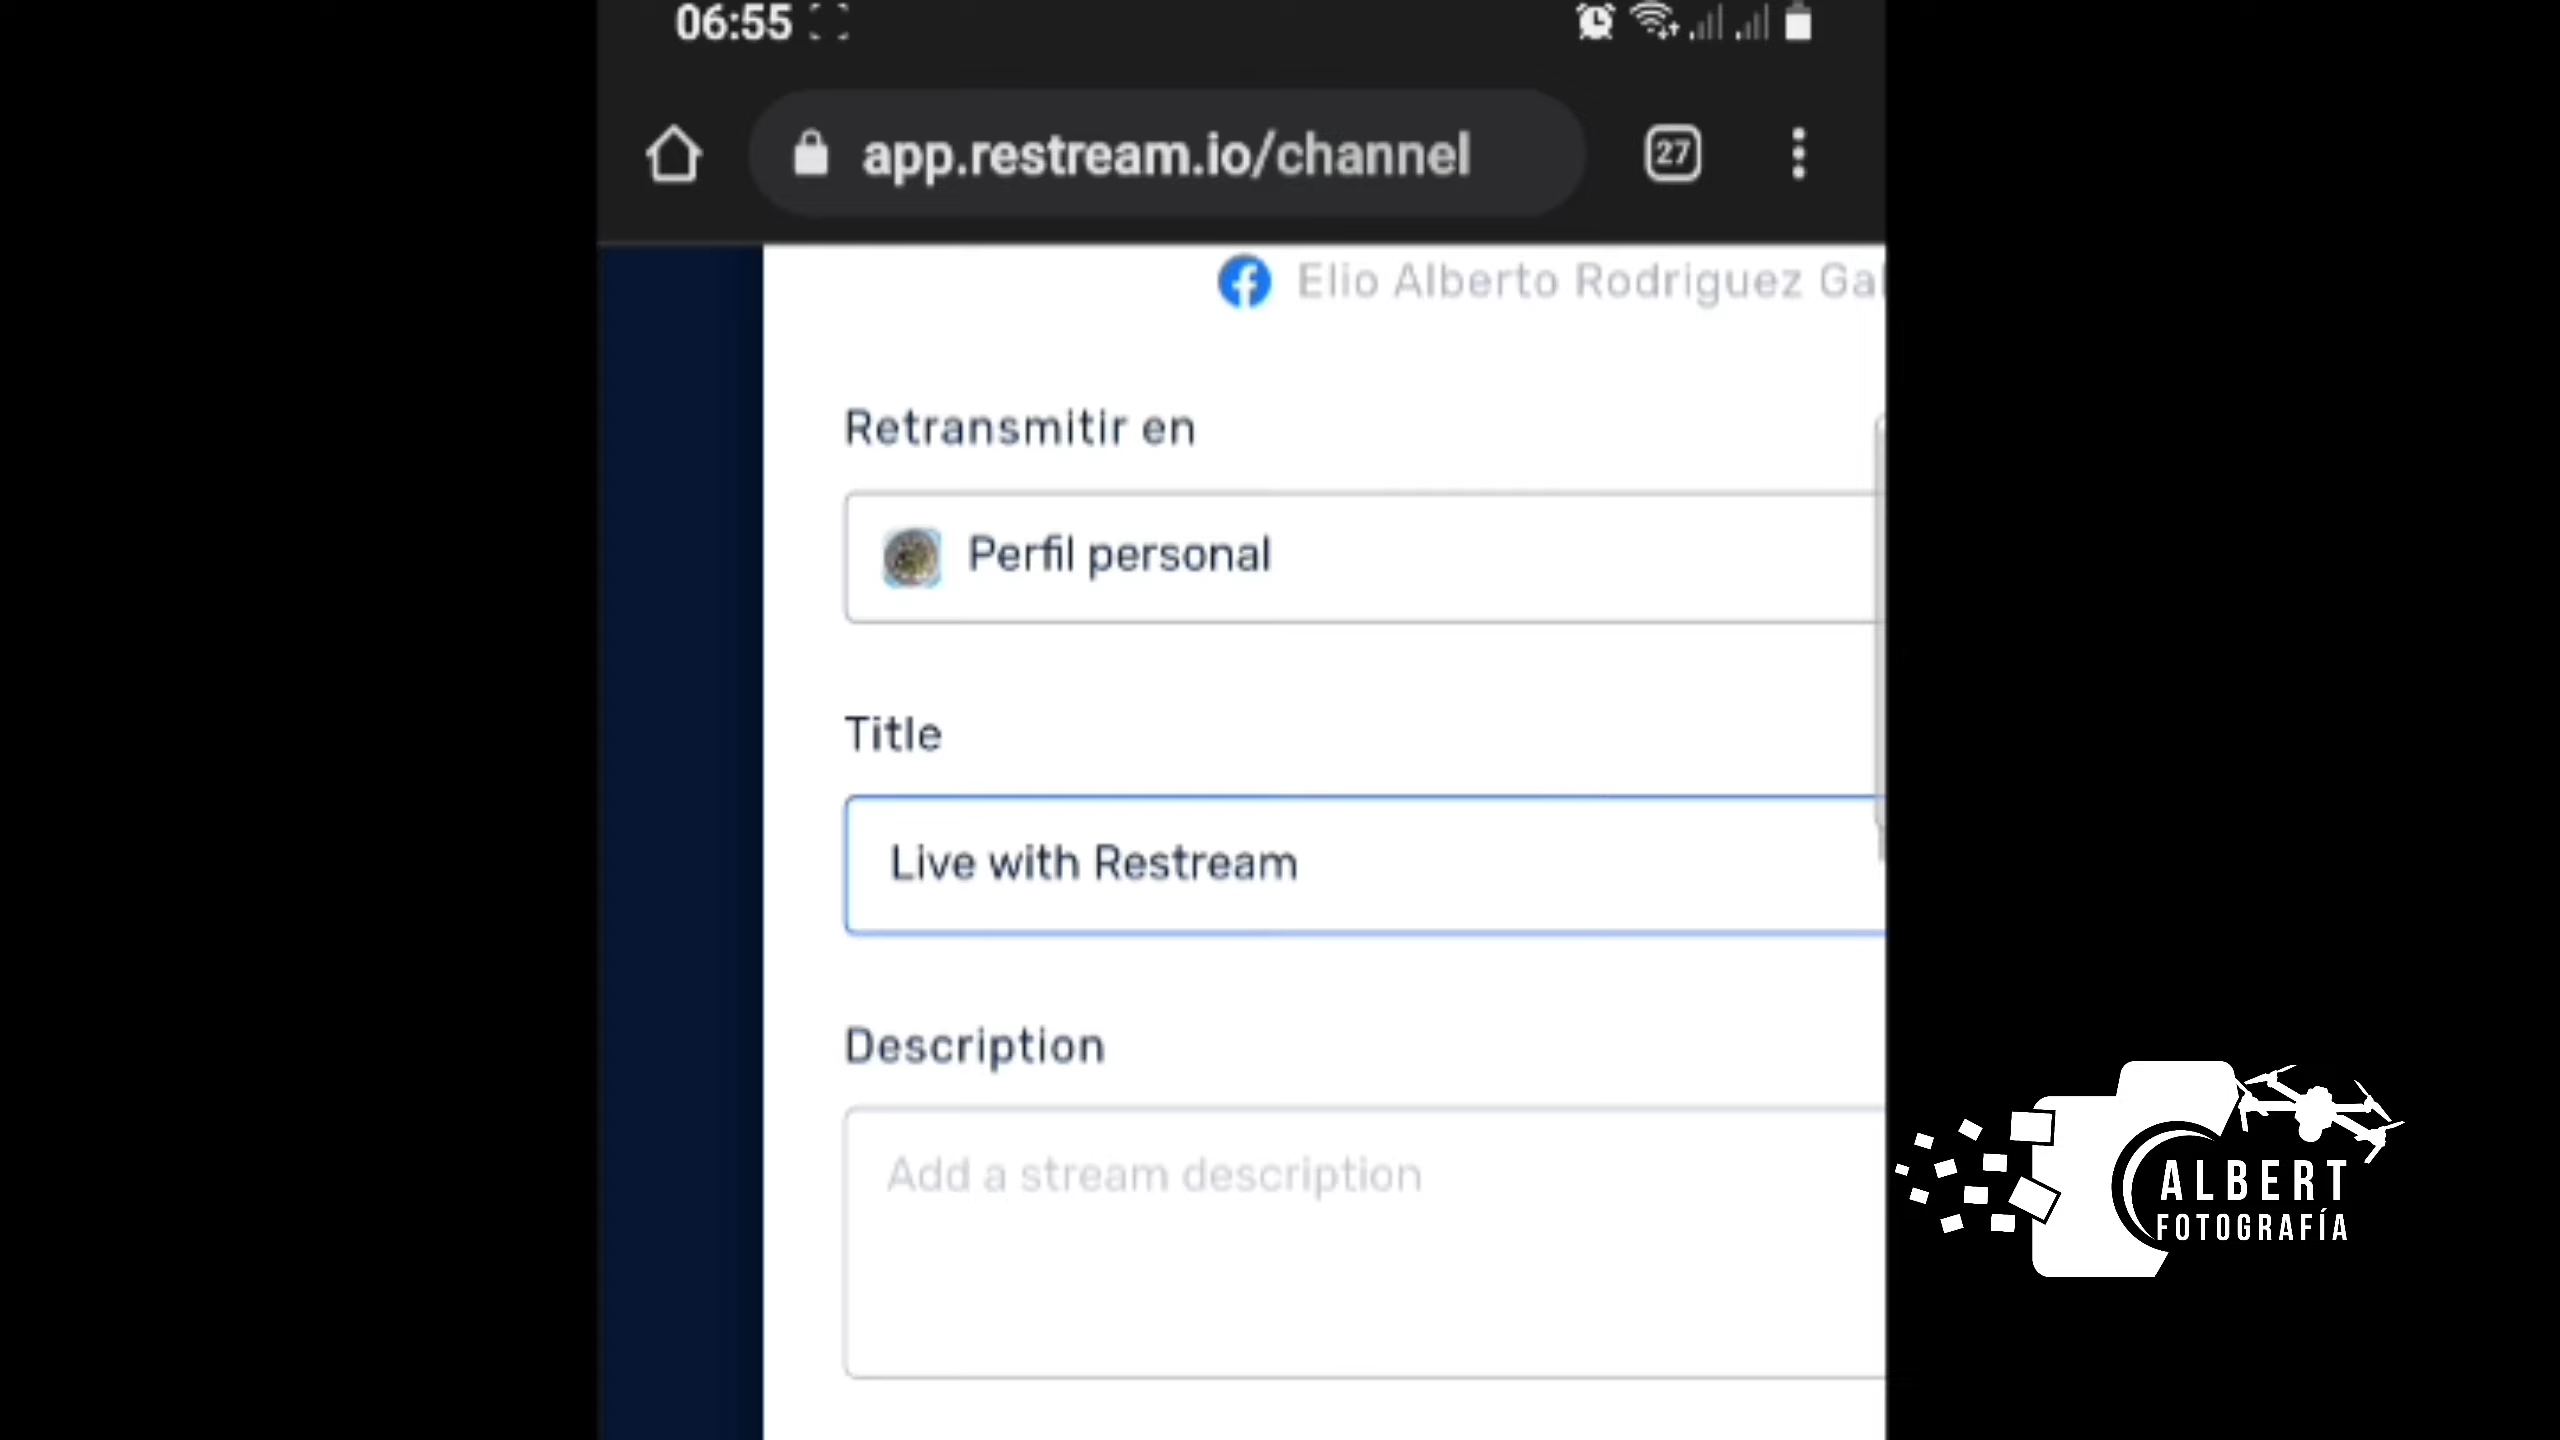 06:55
app.restream.io/channel
27
Elio Alberto Rodriguez Gal
Retransmitir en
Perfil personal
Title
Live with Restream
Description
Add a stream description
ALBERT
FOTOGRAFÍA